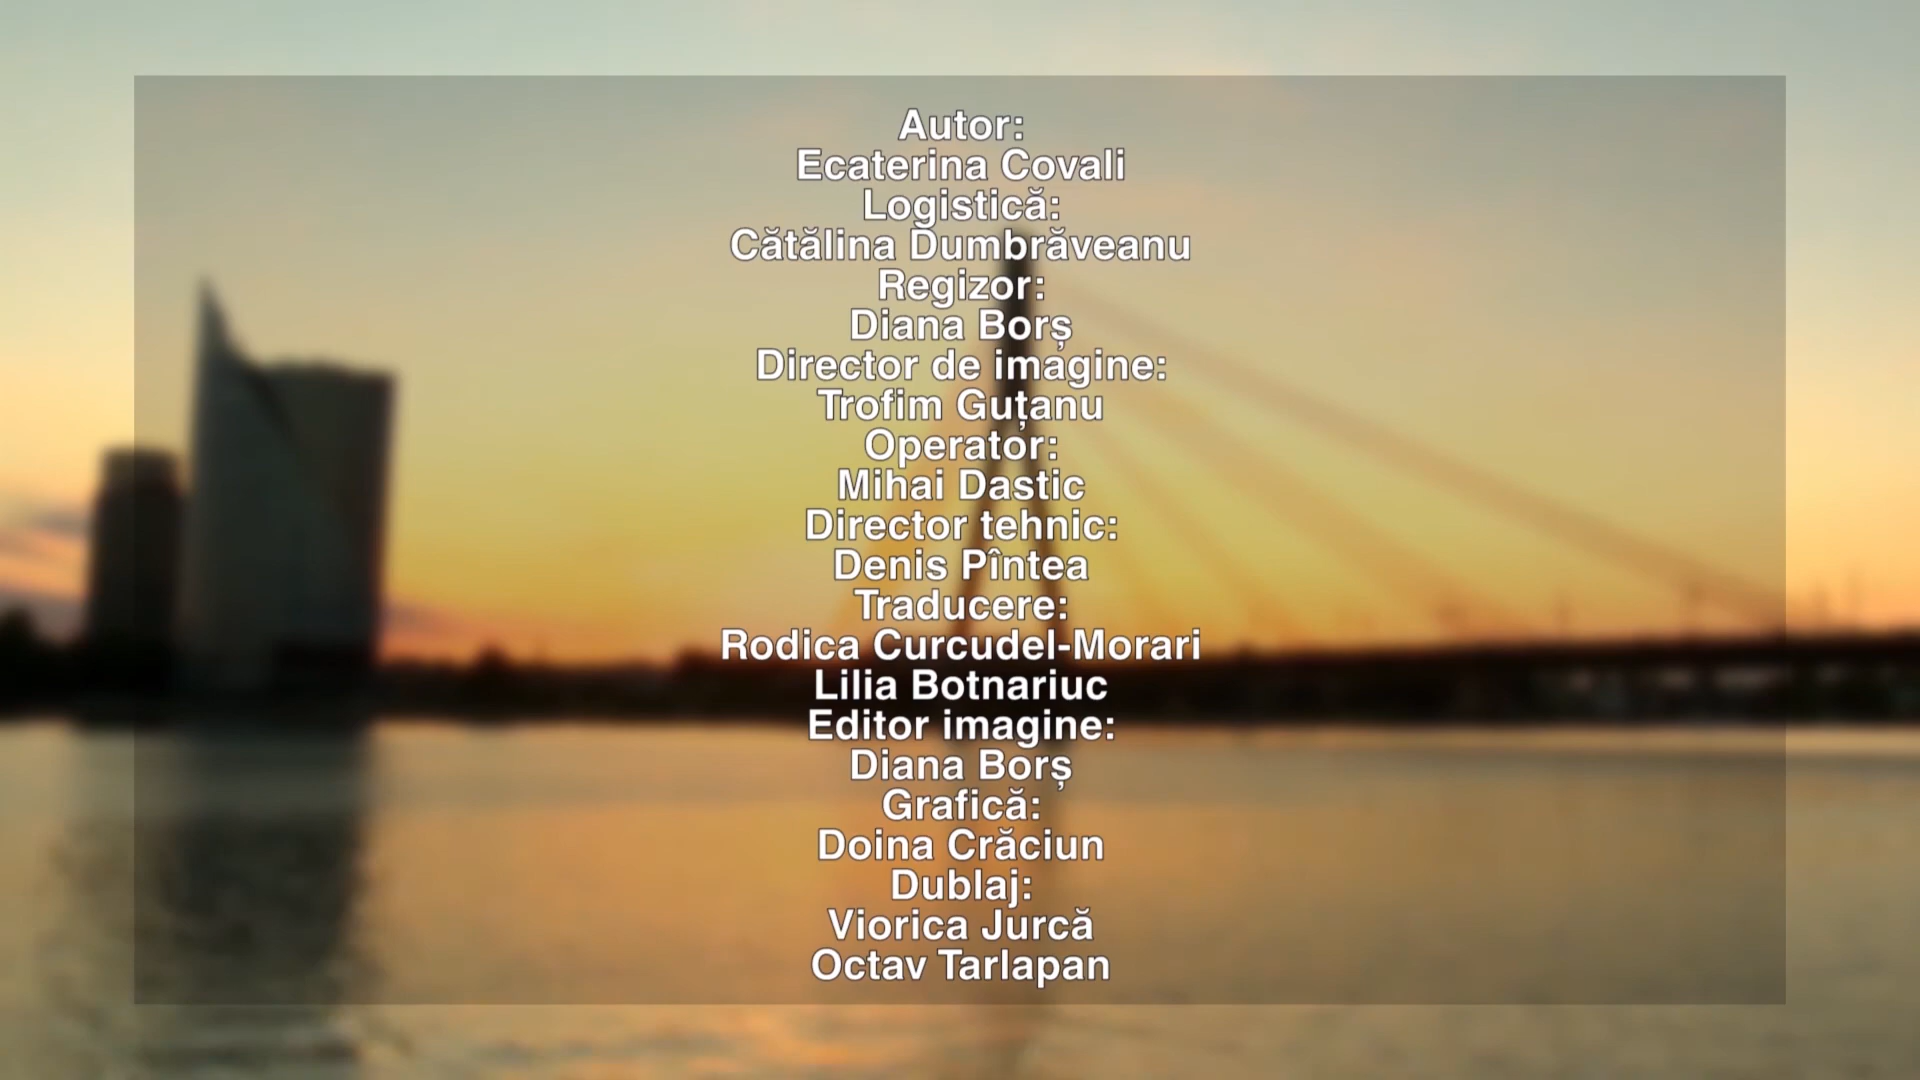 Autor:
Ecaterina Covali
Logistică:
Cătălina Dumbrăveanu
Regizor:
Diana Borș
Director de imagine:
Trofim Guțanu
Operator:
Mihai Dastic
Director tehnic:
Denis Pîntea
Traducere:
Rodica Curcudel-Morari
Lilia Botnariuc
Editor imagine:
Diana Borș
Grafică:
Doina Crăciun
Dublaj:
Viorica Jurcă
Octav Tarlapan